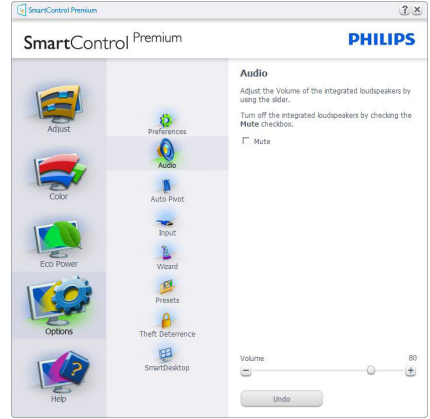 SmartControl Premium
SmartControl Premium
PHILIPS
Adjust
Color
Eco Power
Options
Help
Preferences
Audio
Auto Pivot
Input
Wizard
Presets
Theft Deterrence
SmartDesktop
Audio
Adjust the Volume of the integrated loudspeakers by
using the slider.
Turn off the integrated loudspeakers by checking the
Mute checkbox.
Mute
Volume 80
Undo